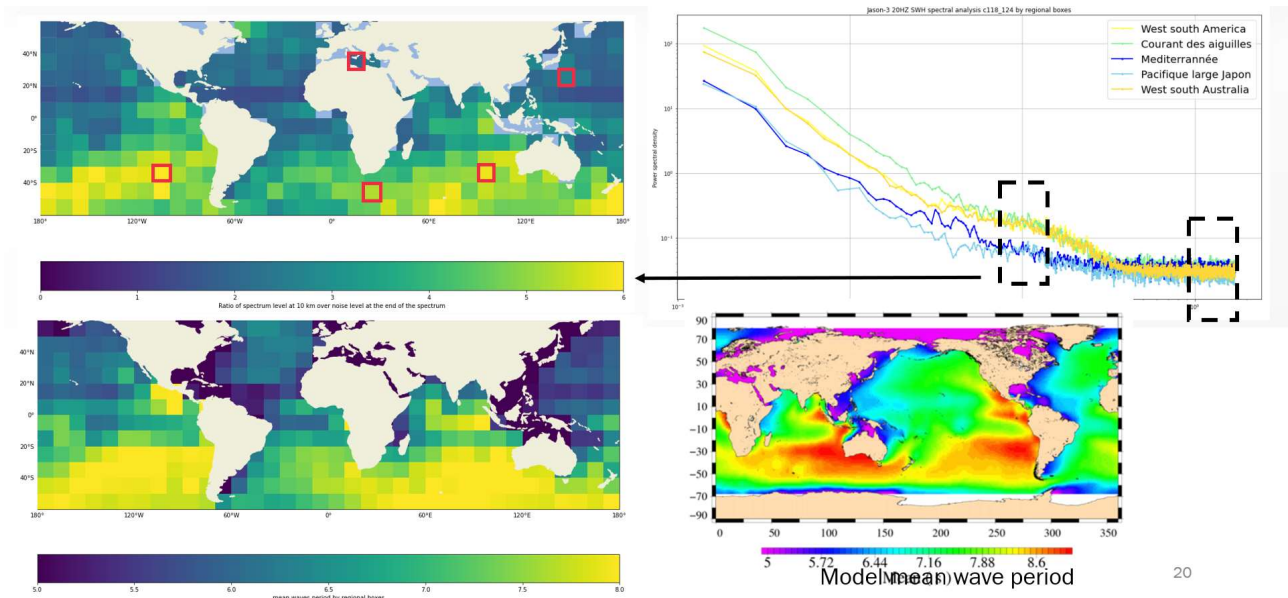 40°N
20°N
0°
20°S
40°S
180°
120°W
60°W
0°
60°E
120°E
180°
0
1
2
3
4
5
6
Ratio of spectrum level at 10 km over noise level at the end of the spectrum
Jason-3 20HZ SWH spectral analysis c118_124 by regional boxes
West south America
Courant des aiguilles
Mediterrannée
Pacifique large Japon
West south Australia
Power spectral density
10²
10¹
10⁰
10⁻¹
40°N
20°N
0°
20°S
40°S
180°
120°W
60°W
0°
60°E
120°E
180°
5.0
5.5
6.0
6.5
7.0
7.5
8.0
mean waves period by regional boxes
90
70
50
30
10
−10
−30
−50
−70
−90
0
50
100
150
200
250
300
350
5
5.72
6.44
7.16
7.88
8.6
Model mean wave period
20